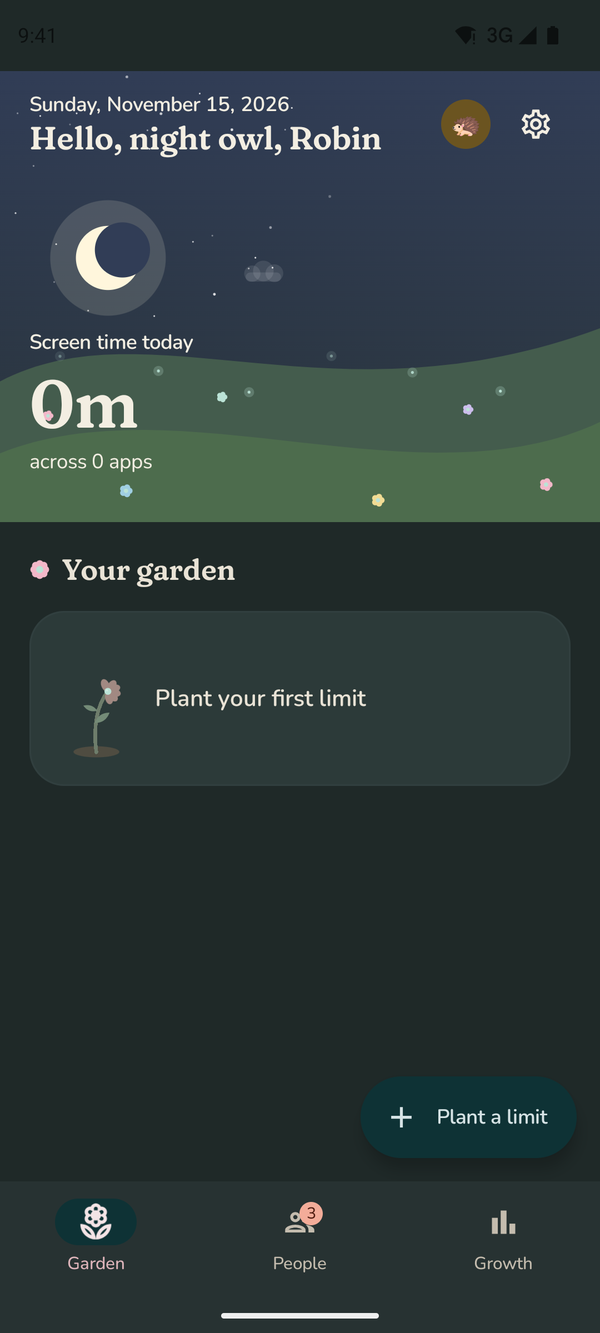 9:41
3G
Sunday, November 15, 2026
Hello, night owl, Robin
Screen time today
0m
across 0 apps
Your garden
Plant your first limit
Plant a limit
3
Garden
People
Growth